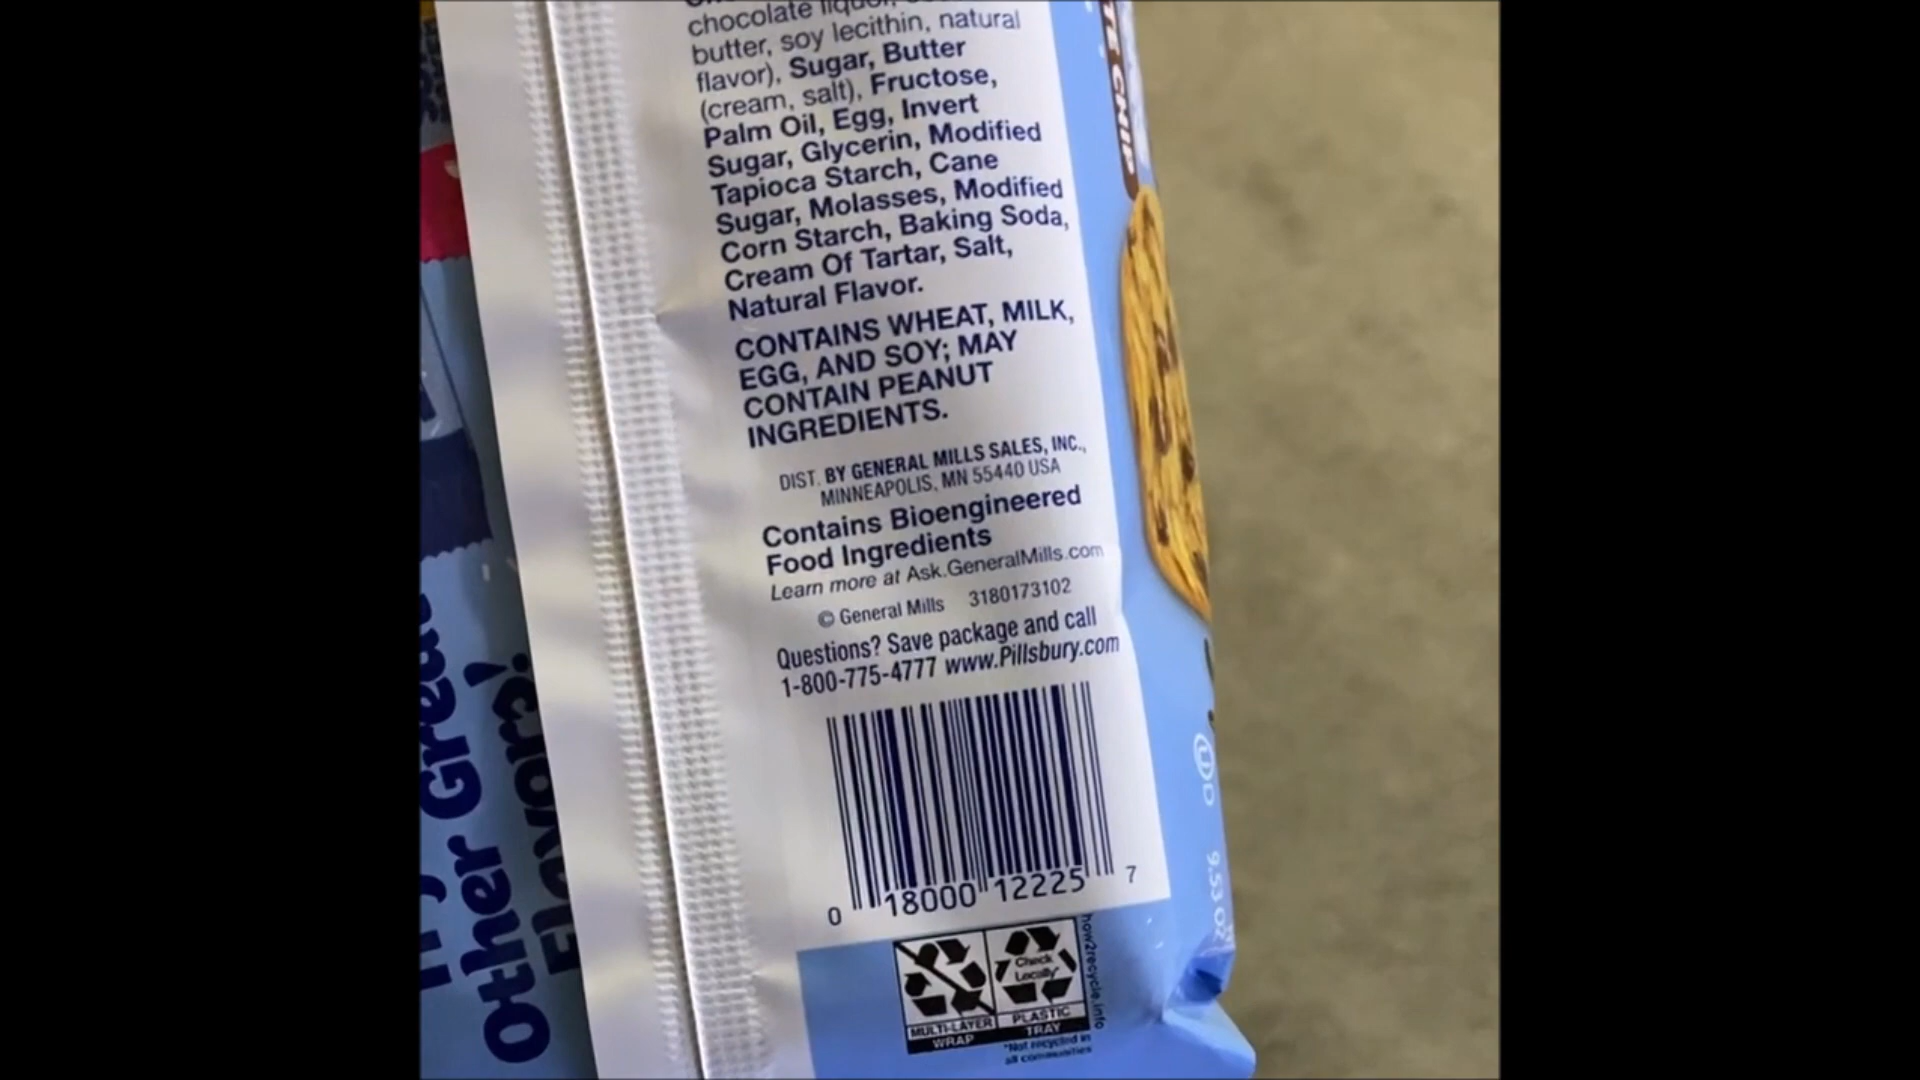 chocolate
butter, soy lecithin, natural
flavor), Sugar, Butter
(cream, salt), Fructose,
Palm Oil, Egg, Invert
Sugar, Glycerin, Modified
Tapioca Starch, Cane
Sugar, Molasses, Modified
Corn Starch, Baking Soda,
Cream Of Tartar, Salt,
Natural Flavor.
CONTAINS WHEAT, MILK,
EGG, AND SOY; MAY
CONTAIN PEANUT
INGREDIENTS.
DIST. BY GENERAL MILLS SALES, INC.,
MINNEAPOLIS, MN 55440 USA
Contains Bioengineered
Food Ingredients
Learn more at Ask.GeneralMills.com
© General Mills 3180173102
Questions? Save package and call
1-800-775-4777 www.Pillsbury.com
0 18000 12225 7
Check
Locally*
MULTI-LAYER
WRAP
PLASTIC
TRAY
*Not recycled in
all communities
how2recycle.info
Great
Other
Flavors!
CHIP
UD
9.53 OZ